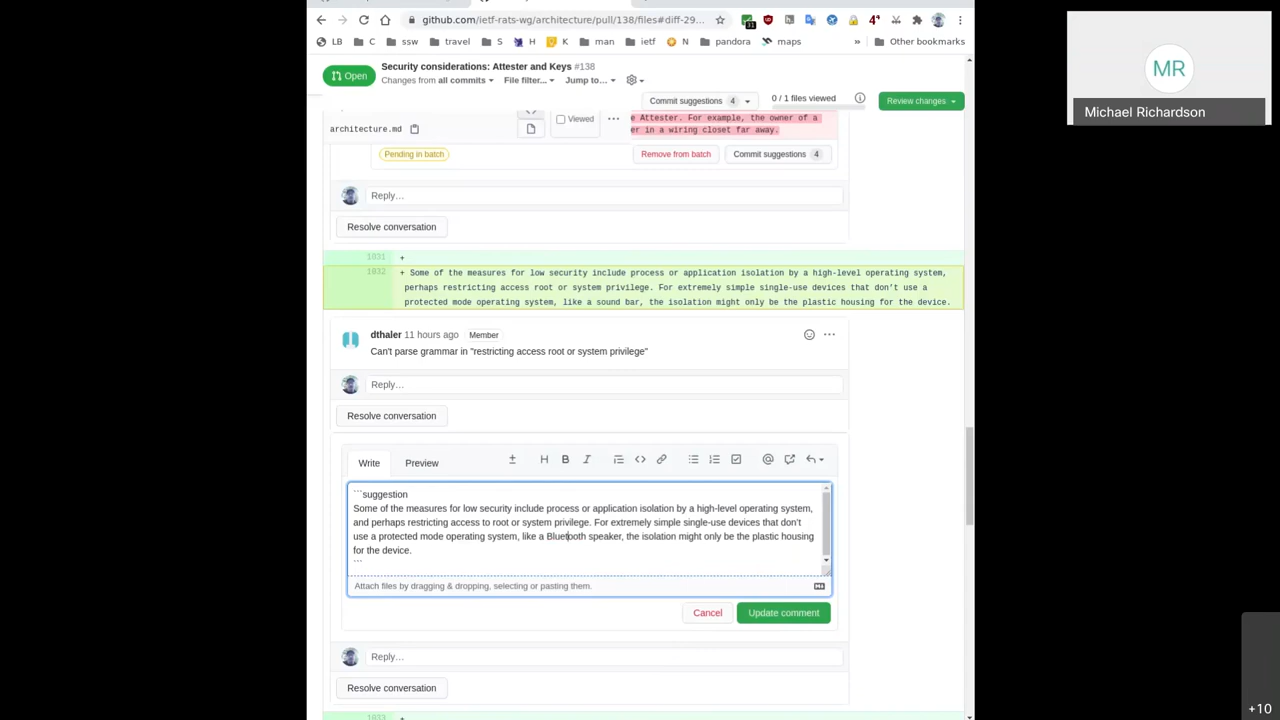 github.com/ietf-rats-wg/architecture/pull/138/files#diff-29...
LB C ssw travel S H K man ietf N pandora maps » Other bookmarks
Open
Security considerations: Attester and Keys #138
Changes from all commits File filter... Jump to...
Commit suggestions 4
0 / 1 files viewed
Review changes
architecture.md
Viewed
e Attester. For example, the owner of a
er in a wiring closet far away.
Pending in batch
Remove from batch
Commit suggestions 4
Reply...
Resolve conversation
1031 +
1032 + Some of the measures for low security include process or application isolation by a high-level operating system,
perhaps restricting access root or system privilege. For extremely simple single-use devices that don’t use a
protected mode operating system, like a sound bar, the isolation might only be the plastic housing for the device.
dthaler 11 hours ago Member
Can't parse grammar in "restricting access root or system privilege"
Reply...
Resolve conversation
Write Preview
```suggestion
Some of the measures for low security include process or application isolation by a high-level operating system,
and perhaps restricting access to root or system privilege. For extremely simple single-use devices that don’t
use a protected mode operating system, like a Bluetooth speaker, the isolation might only be the plastic housing
for the device.
```
Attach files by dragging & dropping, selecting or pasting them.
Cancel
Update comment
Reply...
Resolve conversation
1033 +
MR
Michael Richardson
+10